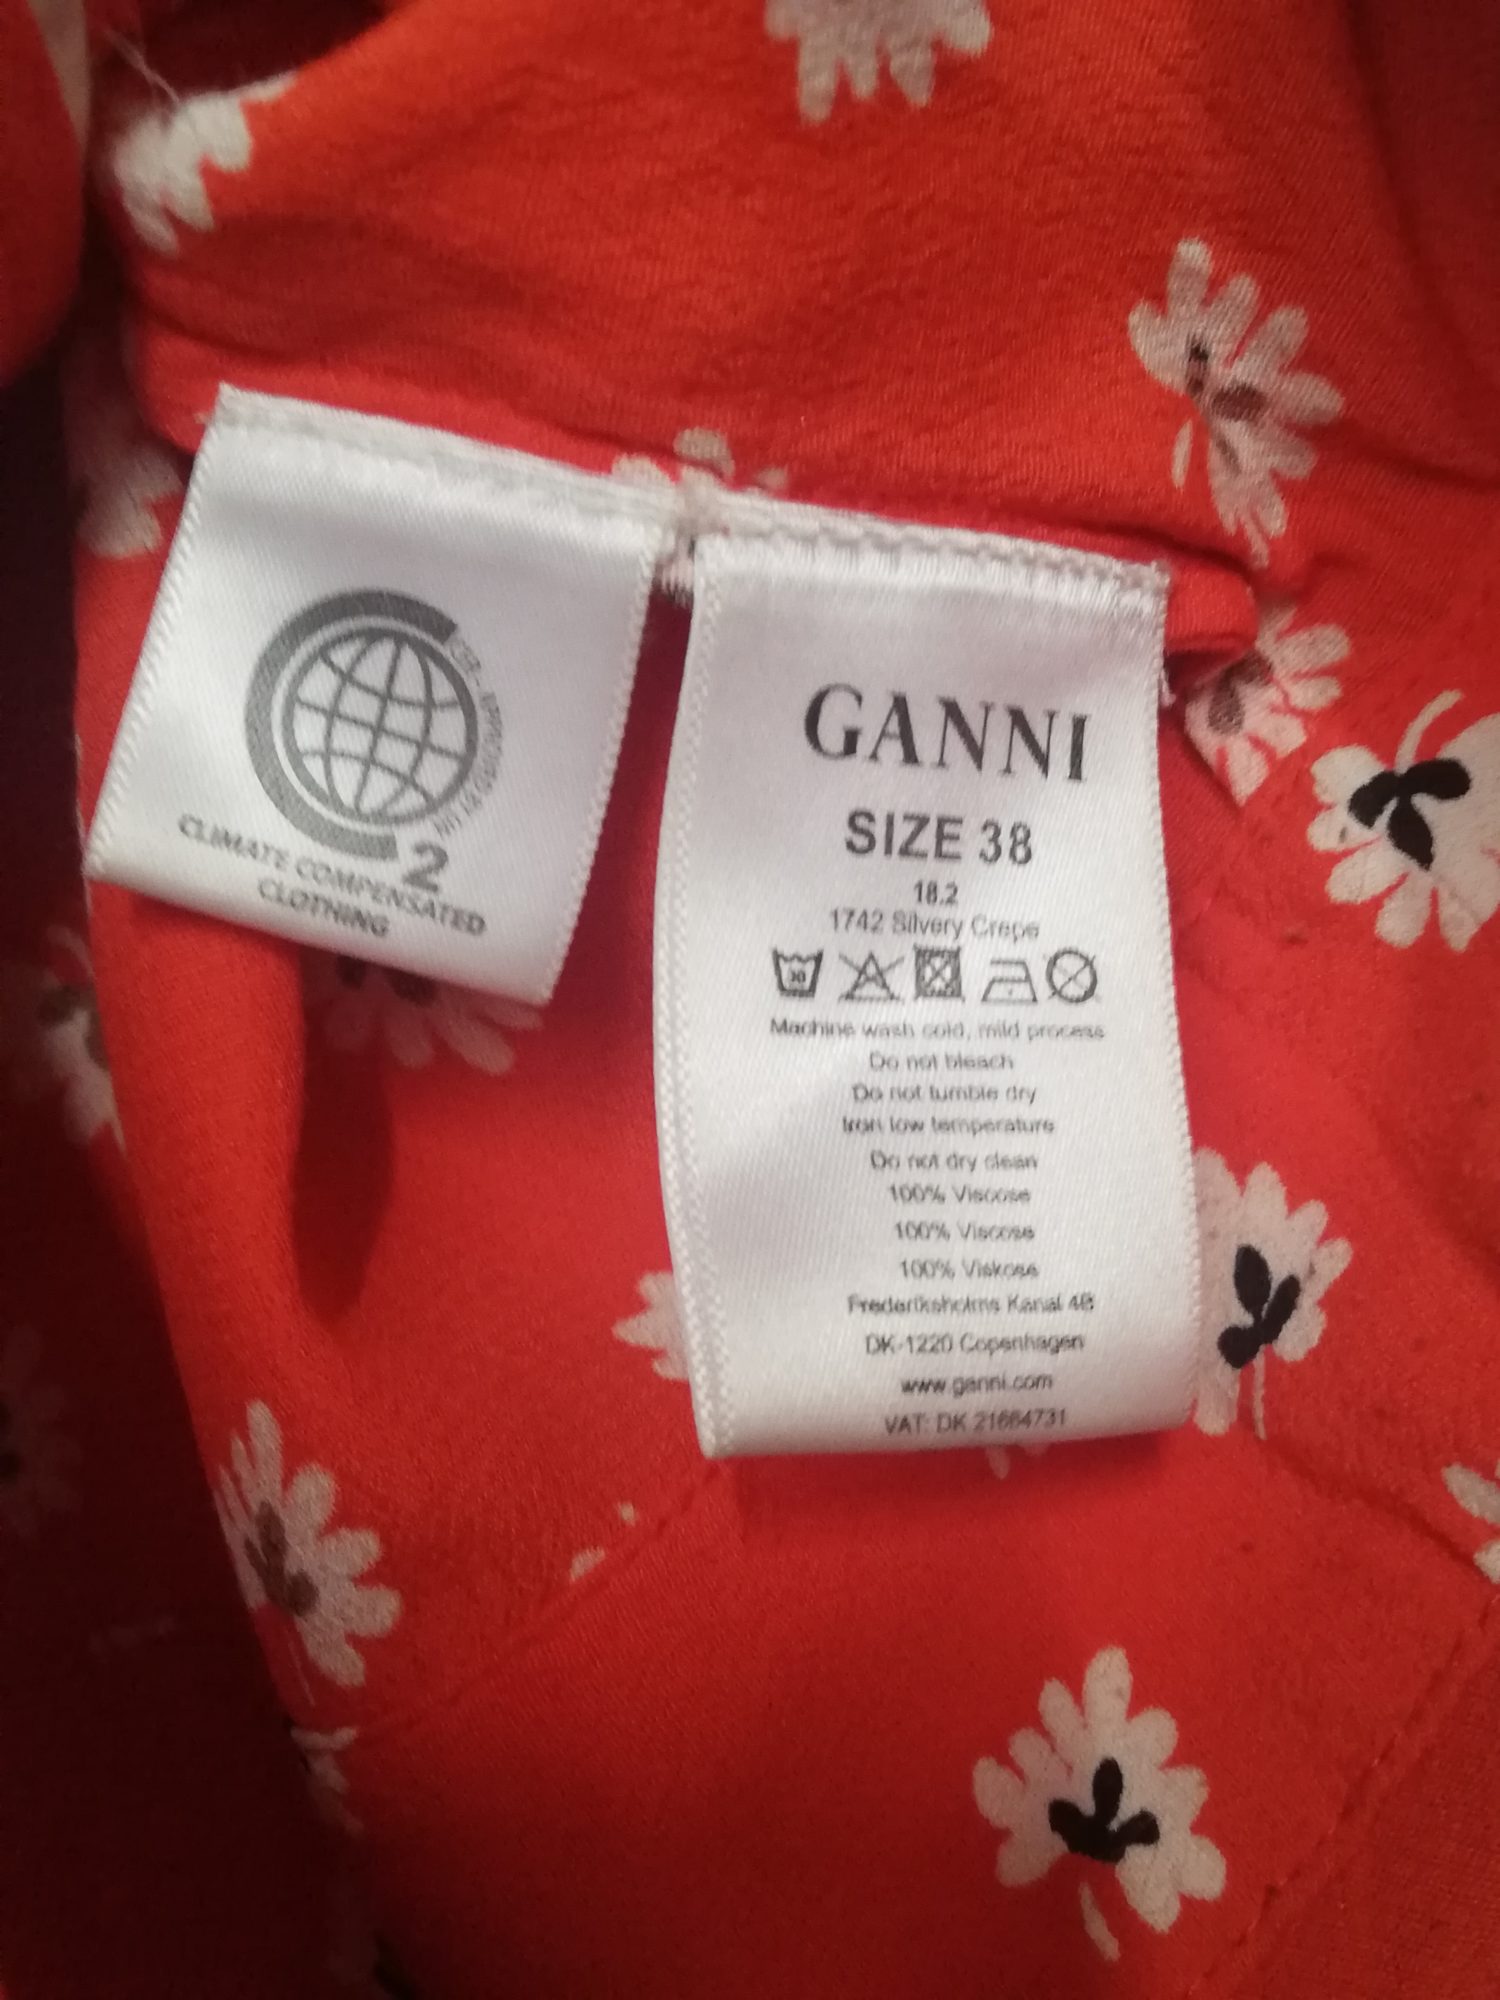 2
CLIMATE COMPENSATED
CLOTHING
GANNI
SIZE 38
18.2
1742 Silvery Crepe
30
Machine wash cold, mild process
Do not bleach
Do not tumble dry
Iron low temperature
Do not dry clean
100% Viscose
100% Viscose
100% Viskose
Frederiksholms Kanal 4B
DK-1220 Copenhagen
www.ganni.com
VAT: DK 21664731